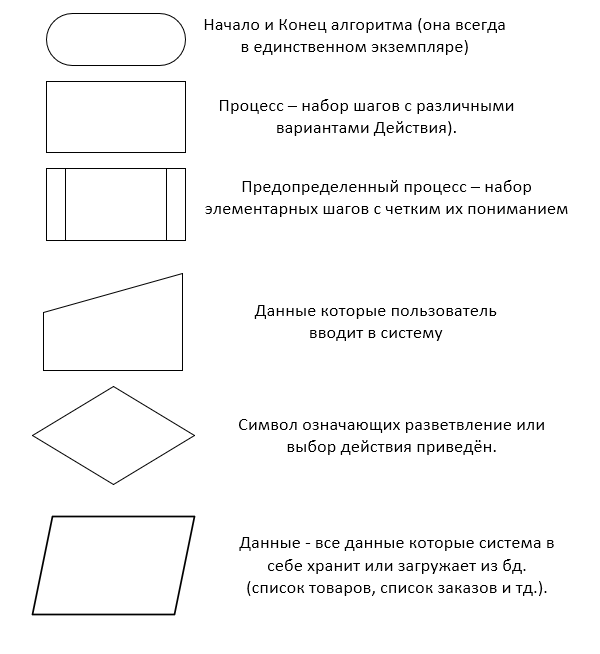 Начало и Конец алгоритма (она всегда
в единственном экземпляре)
Процесс – набор шагов с различными
вариантами Действия).
Предопределенный процесс – набор
элементарных шагов с четким их пониманием
Данные которые пользователь
вводит в систему
Символ означающих разветвление или
выбор действия приведён.
Данные - все данные которые система в
себе хранит или загружает из бд.
(список товаров, список заказов и тд.).